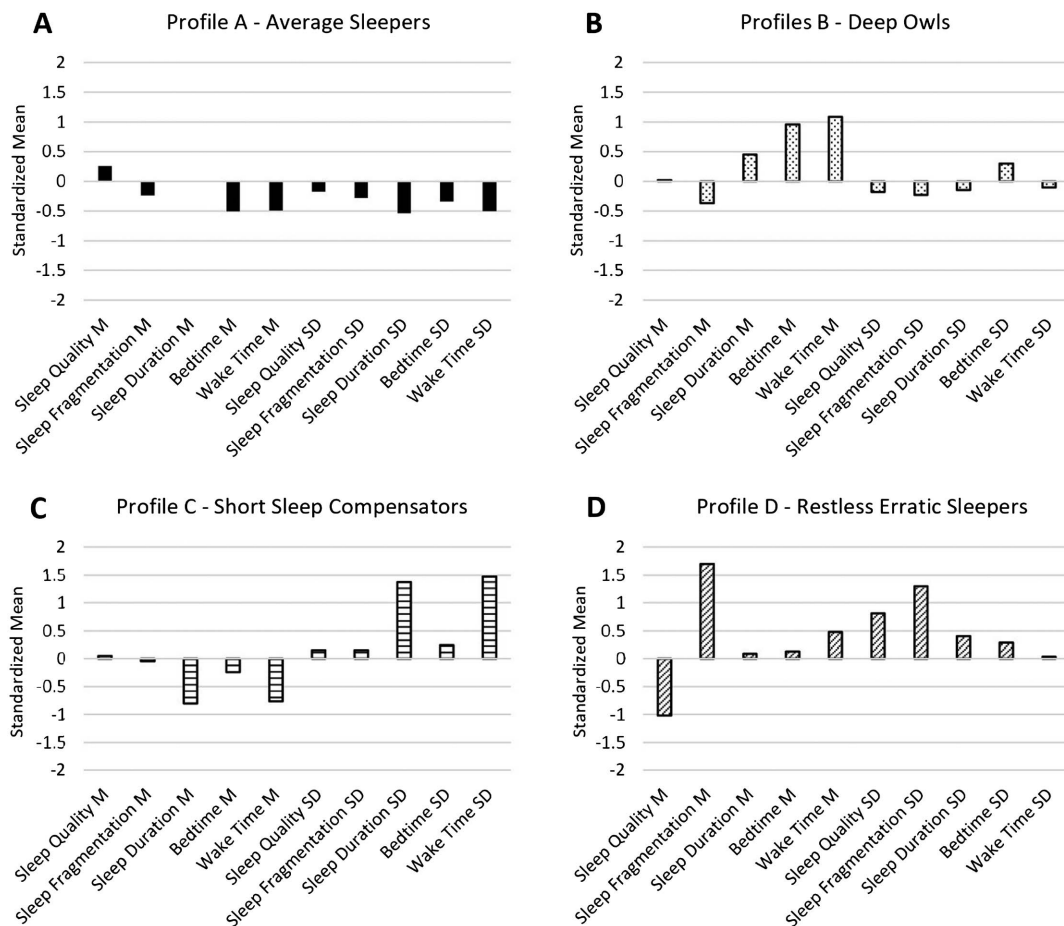 A
Profile A - Average Sleepers
Standardized Mean
2
1.5
1
0.5
0
-0.5
-1
-1.5
-2
Sleep Quality M
Sleep Fragmentation M
Sleep Duration M
Bedtime M
Wake Time M
Sleep Quality SD
Sleep Fragmentation SD
Sleep Duration SD
Bedtime SD
Wake Time SD
B
Profiles B - Deep Owls
Standardized Mean
2
1.5
1
0.5
0
-0.5
-1
-1.5
-2
Sleep Quality M
Sleep Fragmentation M
Sleep Duration M
Bedtime M
Wake Time M
Sleep Quality SD
Sleep Fragmentation SD
Sleep Duration SD
Bedtime SD
Wake Time SD
C
Profile C - Short Sleep Compensators
Standardized Mean
2
1.5
1
0.5
0
-0.5
-1
-1.5
-2
Sleep Quality M
Sleep Fragmentation M
Sleep Duration M
Bedtime M
Wake Time M
Sleep Quality SD
Sleep Fragmentation SD
Sleep Duration SD
Bedtime SD
Wake Time SD
D
Profile D - Restless Erratic Sleepers
Standardized Mean
2
1.5
1
0.5
0
-0.5
-1
-1.5
-2
Sleep Quality M
Sleep Fragmentation M
Sleep Duration M
Bedtime M
Wake Time M
Sleep Quality SD
Sleep Fragmentation SD
Sleep Duration SD
Bedtime SD
Wake Time SD